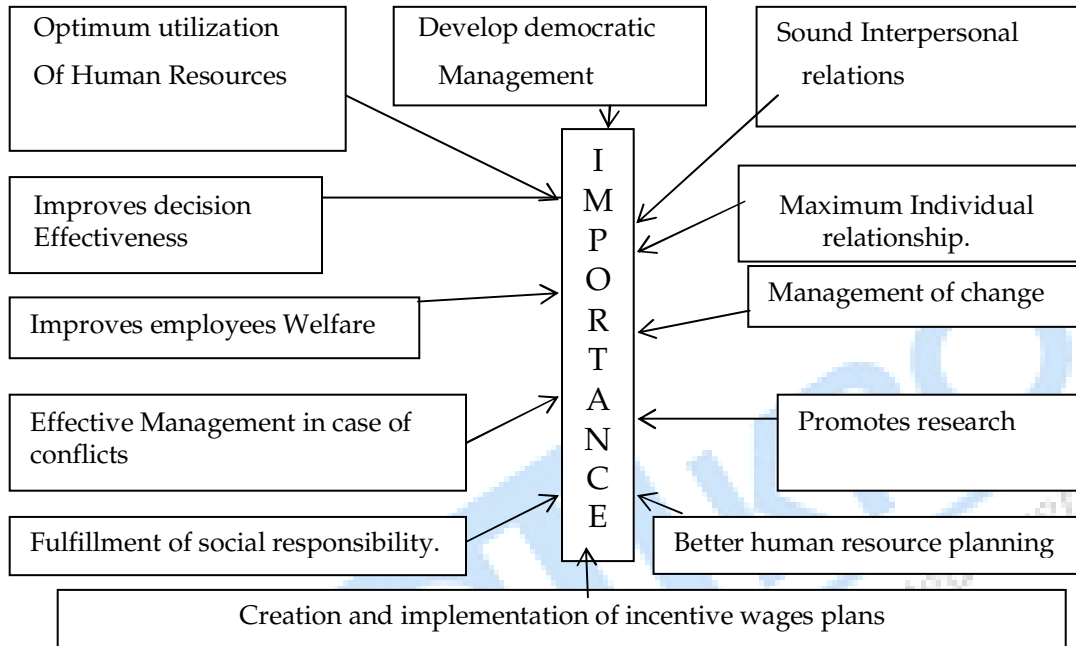 Optimum utilization
Of Human Resources
Develop democratic
Management
Sound Interpersonal
relations
I
M
P
O
R
T
A
N
C
E
Improves decision
Effectiveness
Maximum Individual
relationship.
Improves employees Welfare
Management of change
Effective Management in case of
conflicts
Promotes research
Fulfillment of social responsibility.
Better human resource planning
Creation and implementation of incentive wages plans